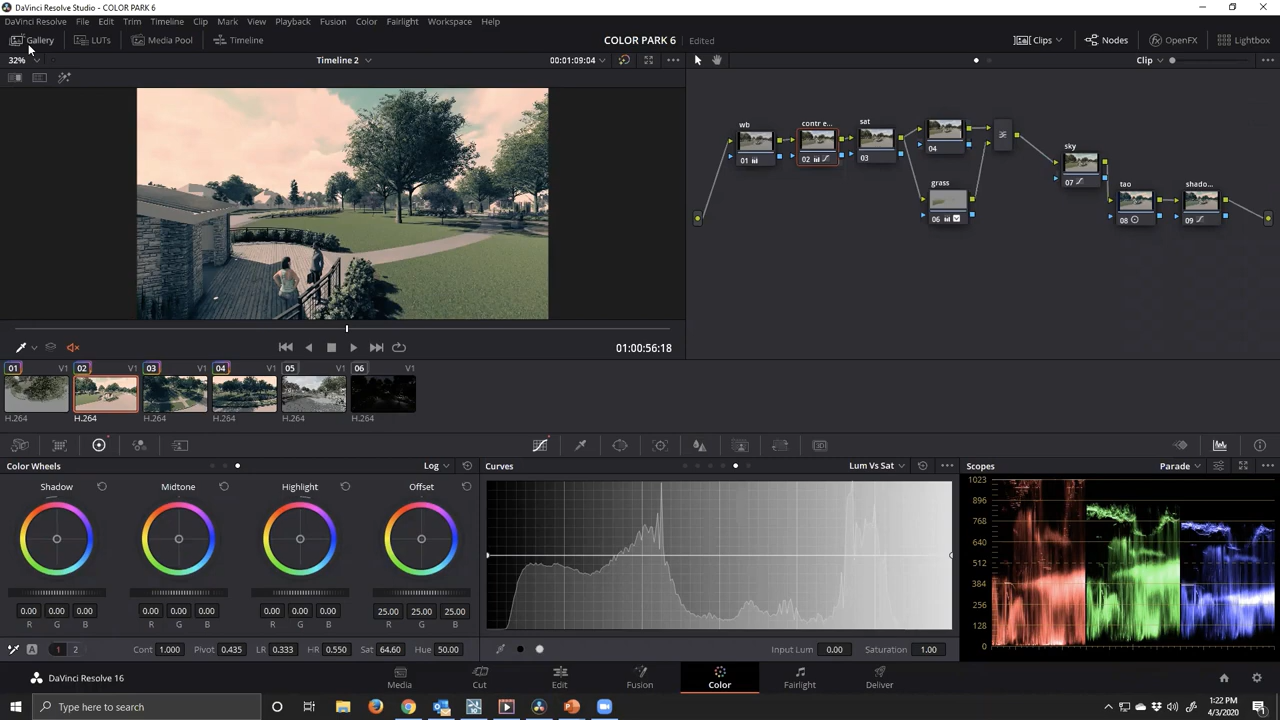 DaVinci Resolve Studio - COLOR PARK 6
DaVinci Resolve File Edit Trim Timeline Clip Mark View Playback Fusion Color Fairlight Workspace Help
Gallery LUTs Media Pool Timeline COLOR PARK 6 Edited Clips Nodes OpenFX Lightbox
32% Timeline 2 00:01:09:04 Clip
wb contr e... sat
01 02 03 04
grass
06
sky
07
tao shado...
08 09
01:00:56:18
01 V1 02 V1 03 V1 04 V1 05 V1 06 V1
H.264 H.264 H.264 H.264 H.264 H.264
Color Wheels Log Curves Lum Vs Sat Scopes Parade
Shadow Midtone Highlight Offset
0.00 0.00 0.00 0.00 0.00 0.00 0.00 0.00 0.00 25.00 25.00 25.00
R G B R G B R G B R G B
1023
896
768
640
512
384
256
128
0
A 1 2 Cont 1.000 Pivot 0.435 LR 0.333 HR 0.550 Sat 64.60 Hue 50.00 Input Lum 0.00 Saturation 1.00
DaVinci Resolve 16 Media Cut Edit Fusion Color Fairlight Deliver
Type here to search
1:22 PM
4/3/2020